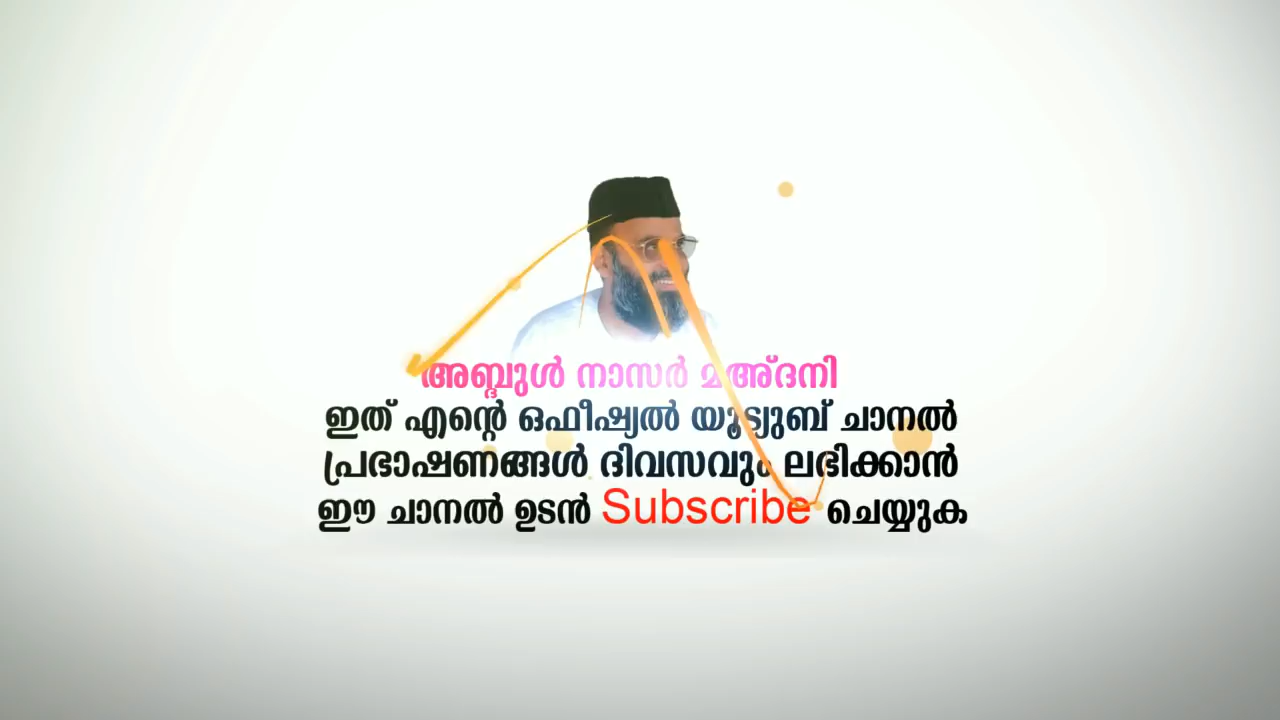 അബ്ദുൾ നാസർ മഅ്ദനി
ഇത് എന്റെ ഒഫീഷ്യൽ യൂട്യുബ് ചാനൽ
പ്രഭാഷണങ്ങൾ ദിവസവും ലഭിക്കാൻ
ഈ ചാനൽ ഉടൻ Subscribe ചെയ്യുക